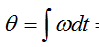 θ = ∫ ωdt =